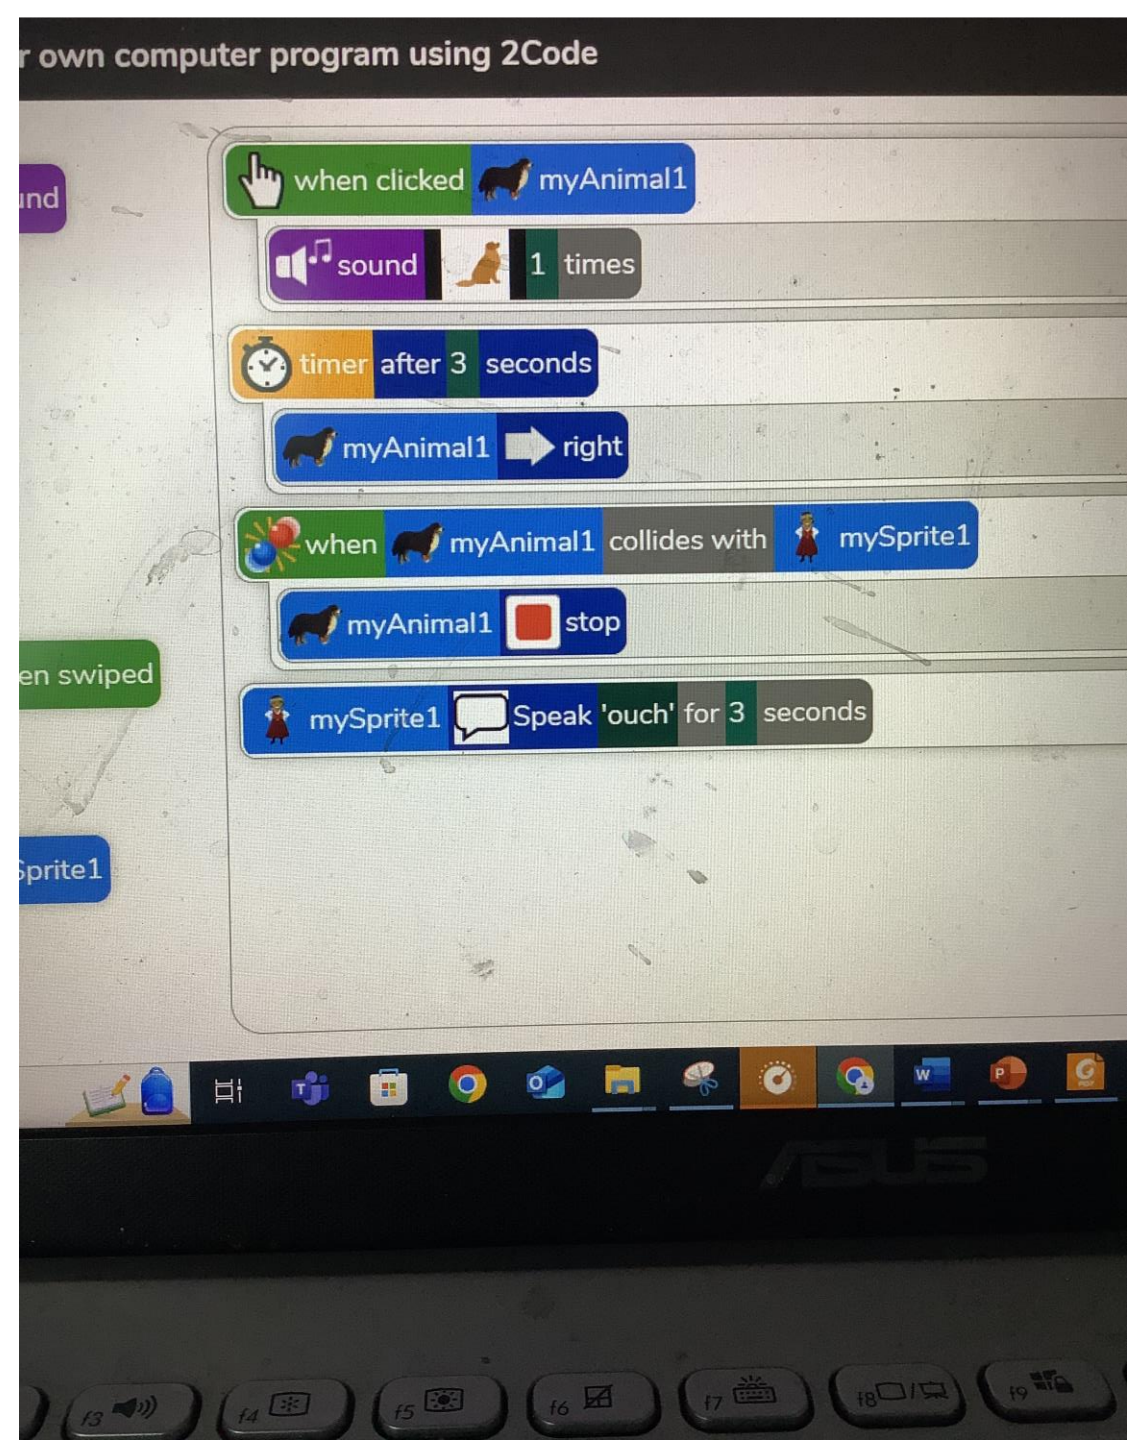 r own computer program using 2Code
und
when clicked myAnimal1
sound 1 times
timer after 3 seconds
myAnimal1 right
when myAnimal1 collides with mySprite1
myAnimal1 stop
en swiped
mySprite1 Speak 'ouch' for 3 seconds
Sprite1
T O W P G
PDF
ASUS
f3 f4 f5 f6 f7 f8 f9